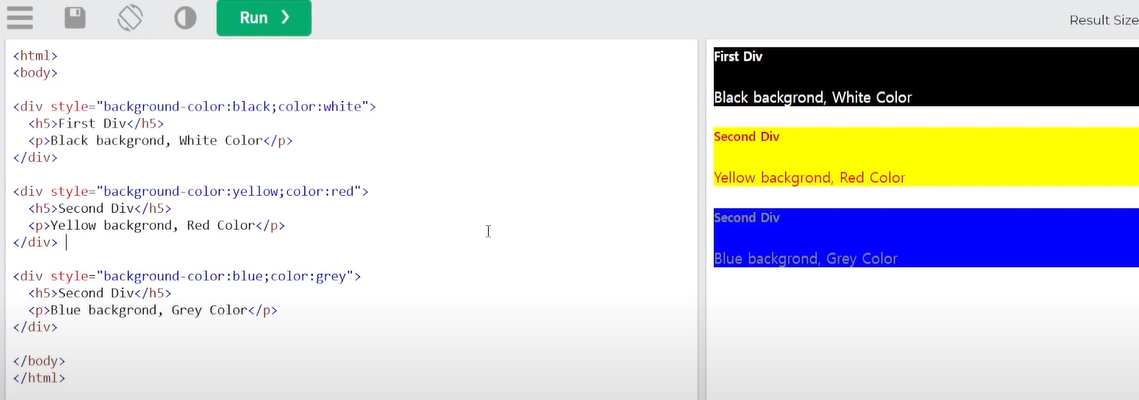 Run ❯
Result Size
<html>
<body>
<div style="background-color:black;color:white">
<h5>First Div</h5>
<p>Black backgrond, White Color</p>
</div>
<div style="background-color:yellow;color:red">
<h5>Second Div</h5>
<p>Yellow backgrond, Red Color</p>
</div>
<div style="background-color:blue;color:grey">
<h5>Second Div</h5>
<p>Blue backgrond, Grey Color</p>
</div>
</body>
</html>
First Div
Black backgrond, White Color
Second Div
Yellow backgrond, Red Color
Second Div
Blue backgrond, Grey Color